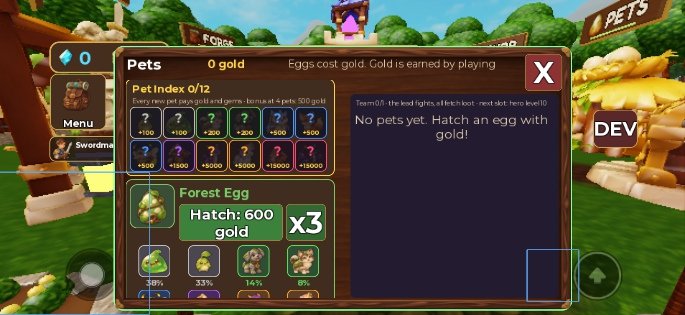 FORGE
PETS
0
Menu
Swordma
Pets
0 gold
Eggs cost gold. Gold is earned by playing
X
Pet Index 0/12
Every new pet pays gold and gems - bonus at 4 pets: 500 gold
? ? ? ? ? ?
+100 +100 +200 +200 +500 +500
? ? ? ? ? ?
+500 +1500 +5000 +5000 +15000 +15000
Forest Egg
Hatch: 600
gold
x3
38% 33% 14% 8%
Team 0/1 - the lead fights, all fetch loot - next slot: hero level 10
No pets yet. Hatch an egg with
gold!
DEV